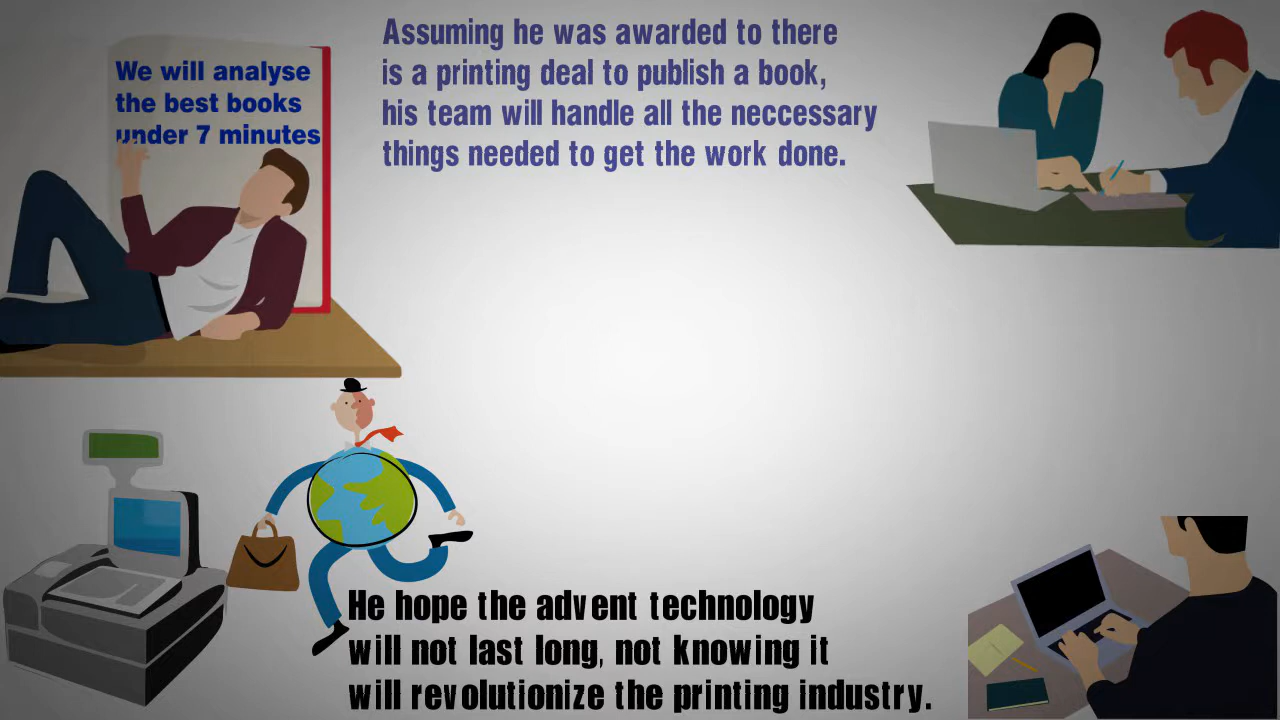 We will analyse
the best books
under 7 minutes
Assuming he was awarded to there
is a printing deal to publish a book,
his team will handle all the neccessary
things needed to get the work done.
He hope the advent technology
will not last long, not knowing it
will revolutionize the printing industry.